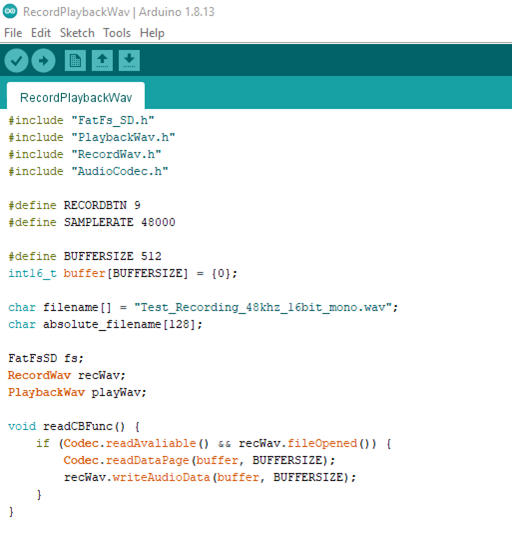 RecordPlaybackWav | Arduino 1.8.13
File Edit Sketch Tools Help
RecordPlaybackWav
#include "FatFs_SD.h"
#include "PlaybackWav.h"
#include "RecordWav.h"
#include "AudioCodec.h"
#define RECORDBTN 9
#define SAMPLERATE 48000
#define BUFFERSIZE 512
int16_t buffer[BUFFERSIZE] = {0};
char filename[] = "Test_Recording_48khz_16bit_mono.wav";
char absolute_filename[128];
FatFsSD fs;
RecordWav recWav;
PlaybackWav playWav;
void readCBFunc() {
if (Codec.readAvaliable() && recWav.fileOpened()) {
Codec.readDataPage(buffer, BUFFERSIZE);
recWav.writeAudioData(buffer, BUFFERSIZE);
}
}